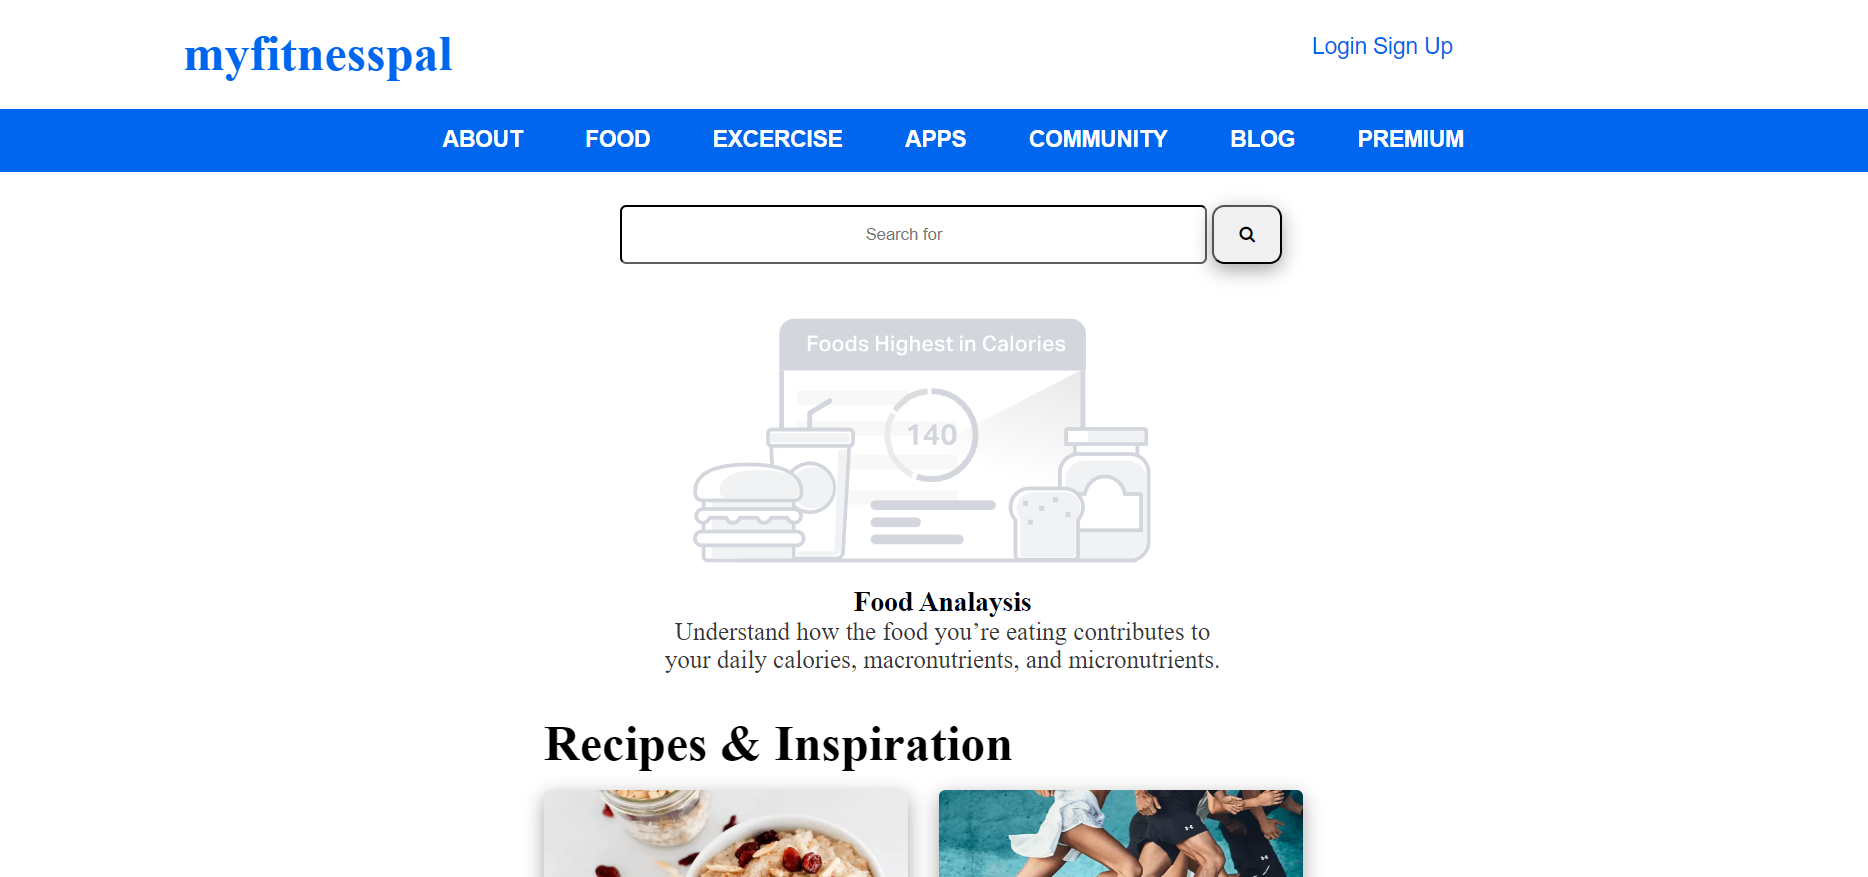 myfitnesspal
Login Sign Up
ABOUT FOOD EXCERCISE APPS COMMUNITY BLOG PREMIUM
Search for
Foods Highest in Calories
140
Food Analaysis
Understand how the food you’re eating contributes to
your daily calories, macronutrients, and micronutrients.
Recipes & Inspiration